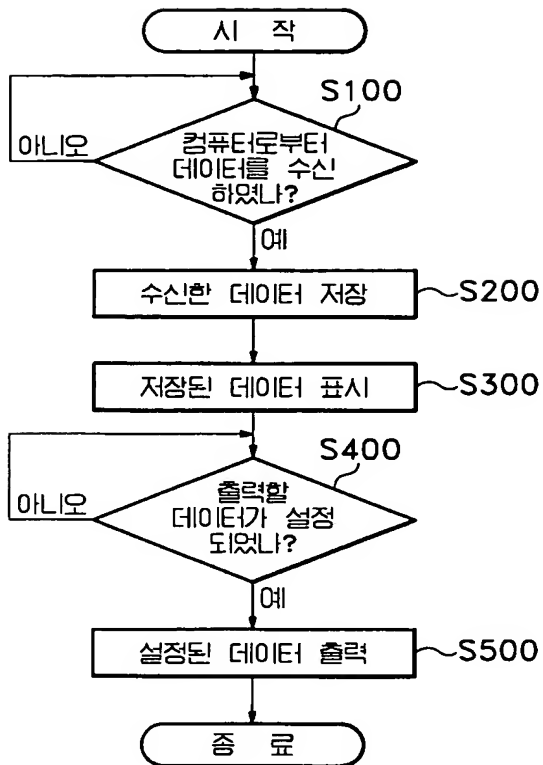 시 작
S100
아니오
컴퓨터로부터
데이터를 수신
하였나?
예
수신한 데이터 저장
S200
저장된 데이터 표시
S300
S400
아니오
출력할
데이터가 설정
되었나?
예
설정된 데이터 출력
S500
종 료